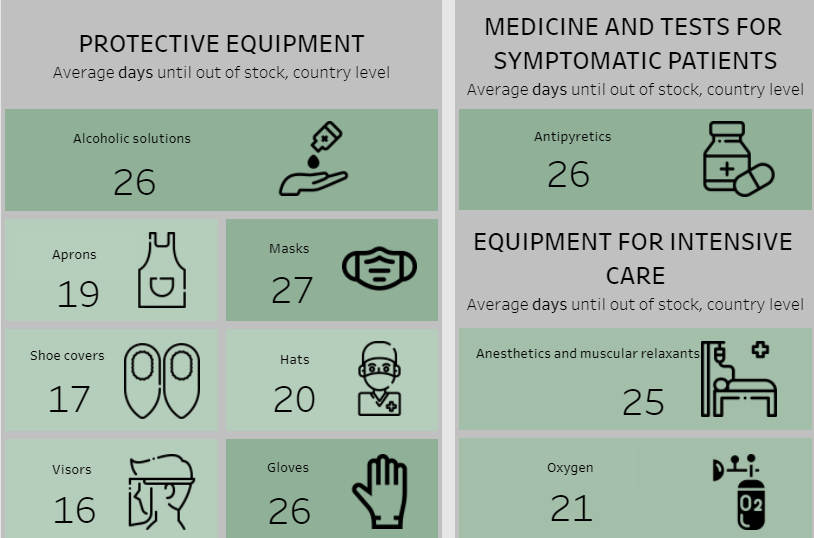 PROTECTIVE EQUIPMENT
Average days until out of stock, country level
Alcoholic solutions
26
Aprons
19
Masks
27
Shoe covers
17
Hats
20
Visors
16
Gloves
26
MEDICINE AND TESTS FOR
SYMPTOMATIC PATIENTS
Average days until out of stock, country level
Antipyretics
26
EQUIPMENT FOR INTENSIVE
CARE
Average days until out of stock, country level
Anesthetics and muscular relaxants
25
Oxygen
21
O2